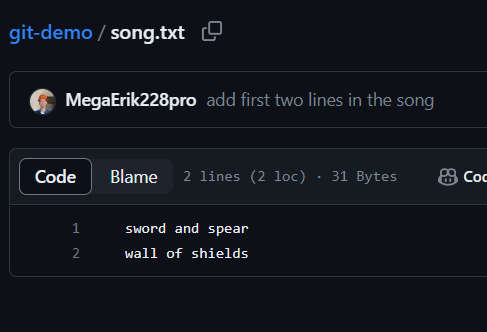 git-demo / song.txt
MegaErik228pro add first two lines in the song
Code Blame 2 lines (2 loc) · 31 Bytes
1 sword and spear
2 wall of shields